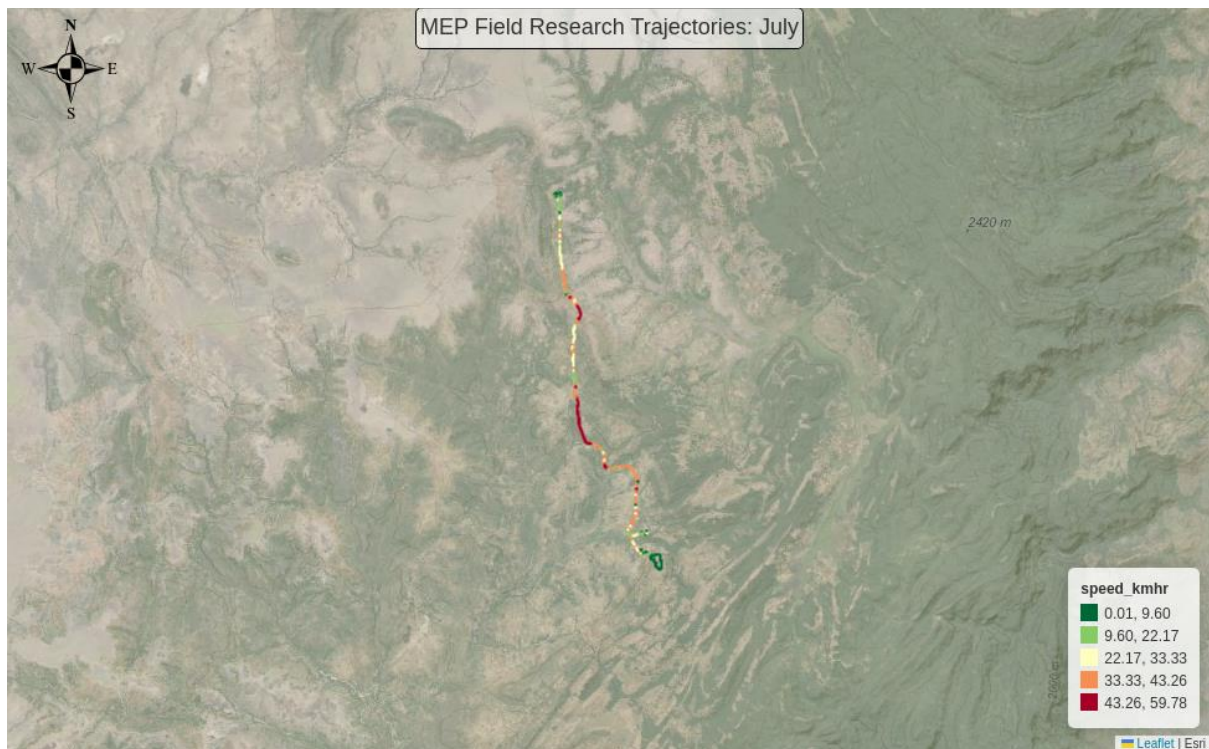 MEP Field Research Trajectories: July
N
W
E
S
2420 m
speed_kmhr
0.01, 9.60
9.60, 22.17
22.17, 33.33
33.33, 43.26
43.26, 59.78
Leaflet | Esri